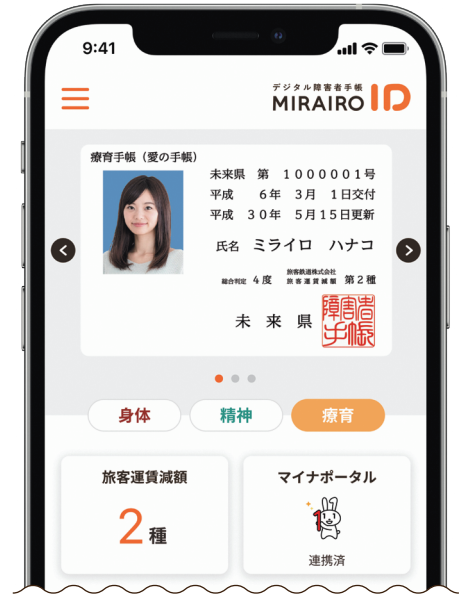 9:41
デジタル障害者手帳
MIRAIRO ID
療育手帳（愛の手帳）
未来県 第 １０００００１号
平成 ６年 ３月 １日交付
平成 ３０年 ５月１５日更新
氏名 ミライロ ハナコ
総合判定 ４度 旅客鉄道株式会社 旅客運賃減額 第２種
未来県
障害者
手帳
身体
精神
療育
旅客運賃減額
2種
マイナポータル
1
連携済